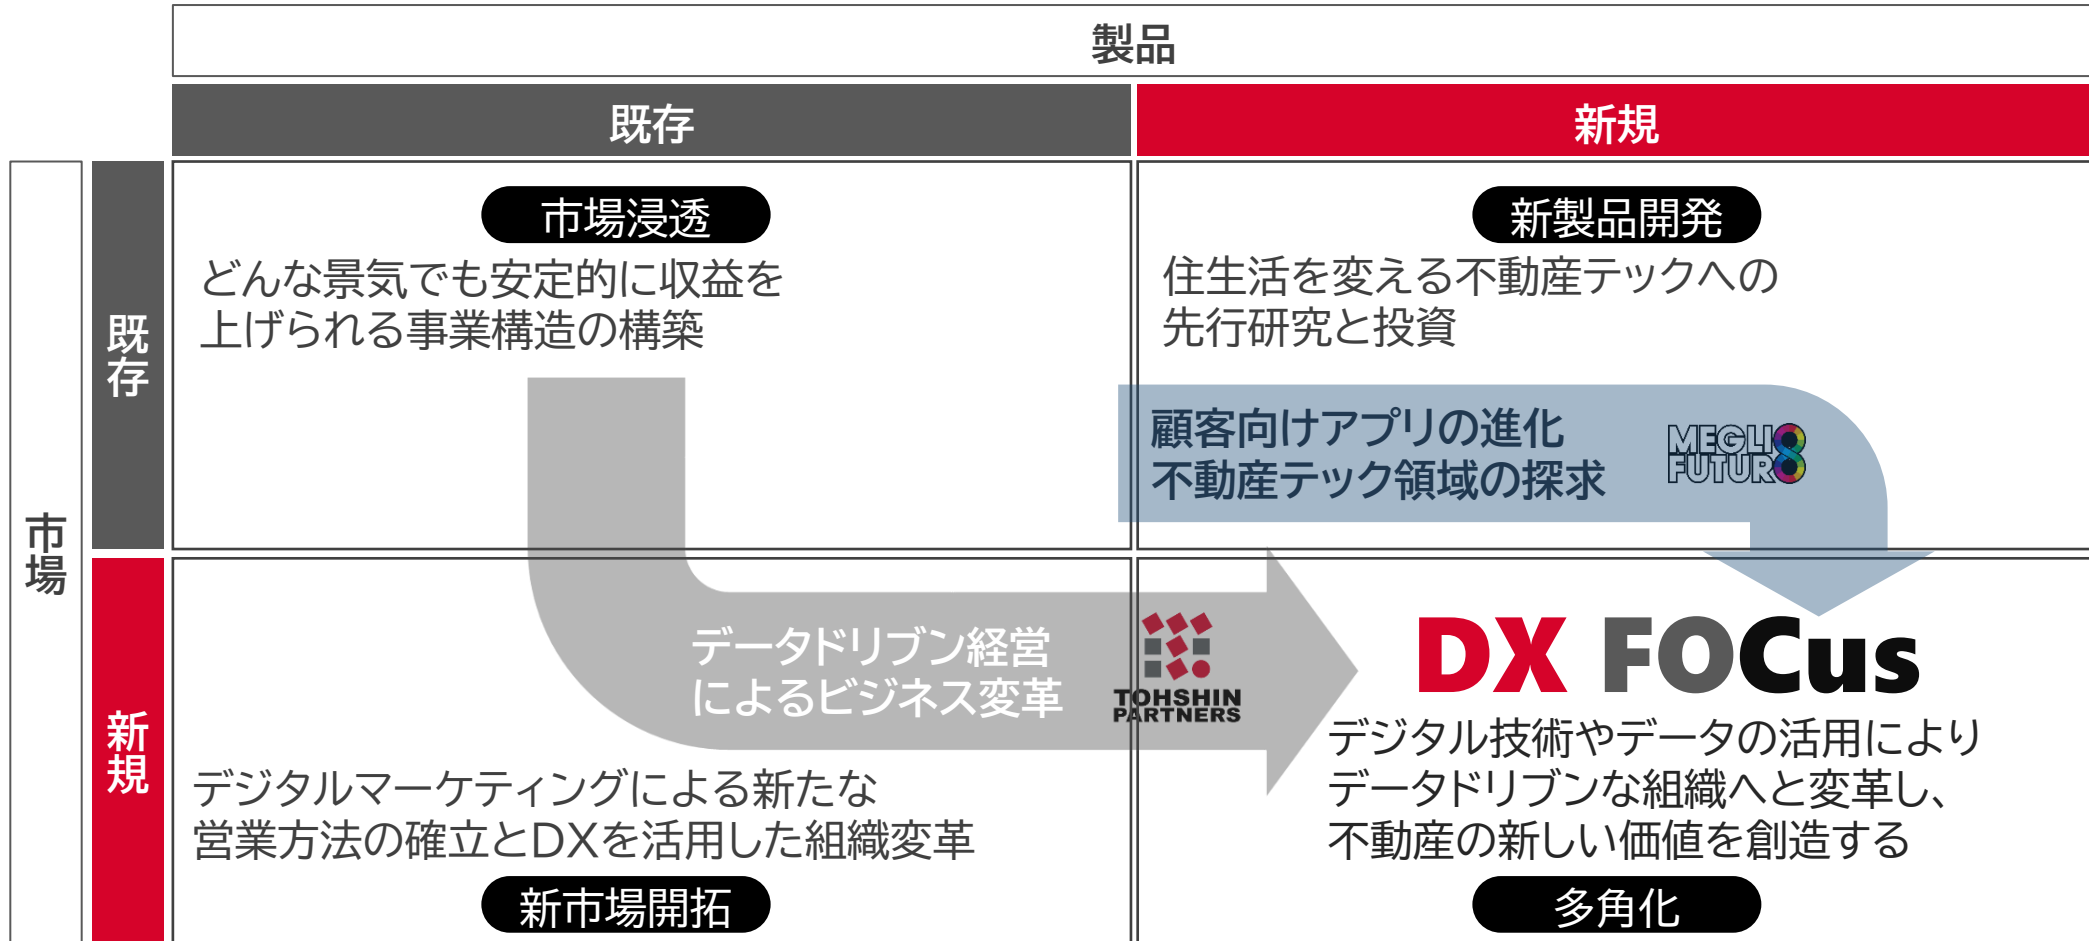 製品
既存
新規
市場
既存
市場浸透
どんな景気でも安定的に収益を
上げられる事業構造の構築
新製品開発
住生活を変える不動産テックへの
先行研究と投資
顧客向けアプリの進化
不動産テック領域の探求
MEGLIO
FUTURO
新規
データドリブン経営
によるビジネス変革
TOHSHIN
PARTNERS
デジタルマーケティングによる新たな
営業方法の確立とDXを活用した組織変革
新市場開拓
DX FOCus
デジタル技術やデータの活用により
データドリブンな組織へと変革し、
不動産の新しい価値を創造する
多角化